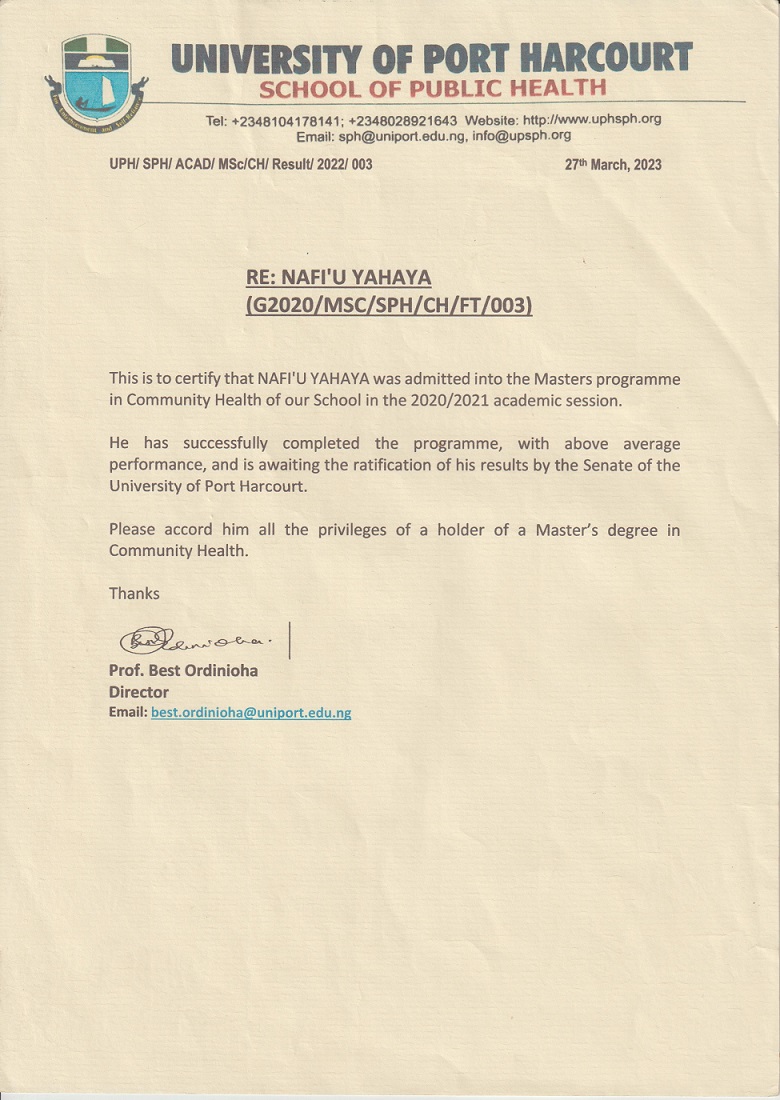 UNIVERSITY OF PORT HARCOURT
SCHOOL OF PUBLIC HEALTH
Tel: +2348104178141; +2348028921643 Website: http://www.uphsph.org
Email: sph@uniport.edu.ng, info@upsph.org
UPH/ SPH/ ACAD/ MSc/CH/ Result/ 2022/ 003 27th March, 2023
RE: NAFI'U YAHAYA
(G2020/MSC/SPH/CH/FT/003)
This is to certify that NAFI'U YAHAYA was admitted into the Masters programme
in Community Health of our School in the 2020/2021 academic session.
He has successfully completed the programme, with above average
performance, and is awaiting the ratification of his results by the Senate of the
University of Port Harcourt.
Please accord him all the privileges of a holder of a Master’s degree in
Community Health.
Thanks
Prof. Best Ordinioha
Director
Email: best.ordinioha@uniport.edu.ng